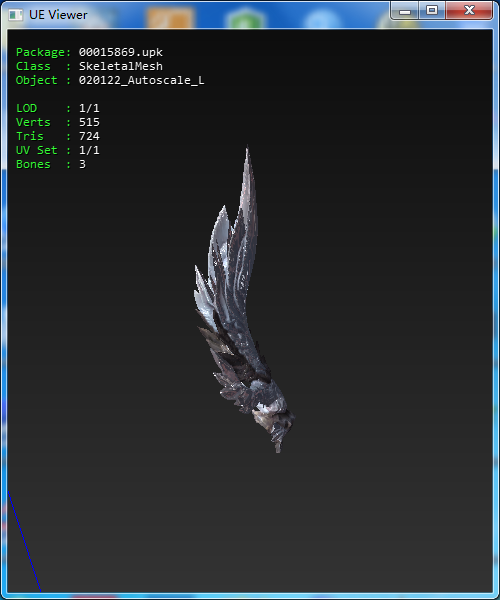 UE Viewer
Package: 00015869.upk
Class : SkeletalMesh
Object : 020122_Autoscale_L
LOD : 1/1
Verts : 515
Tris : 724
UV Set : 1/1
Bones : 3